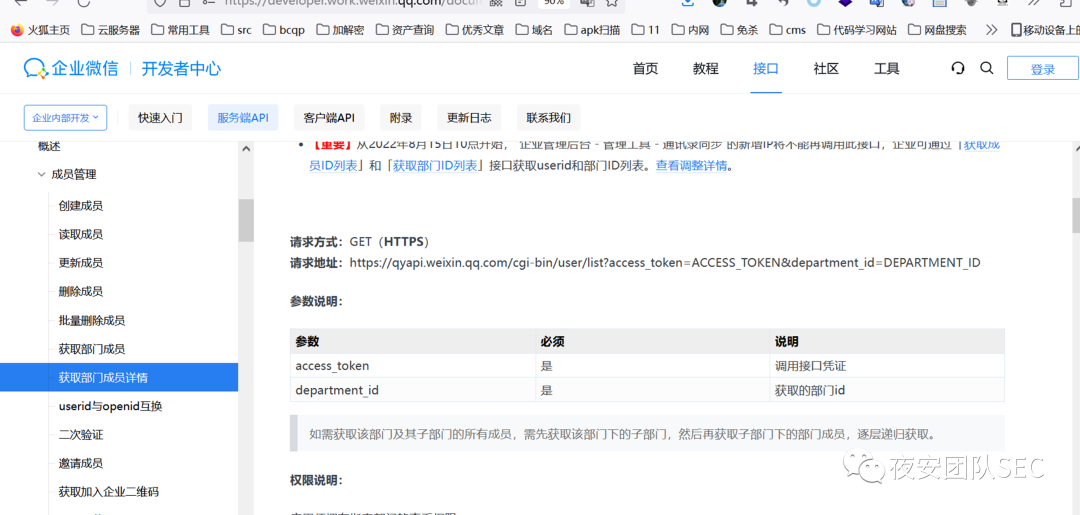 https://developer.work.weixin.qq.com/docum
90%
火狐主页 云服务器 常用工具 src bcqp 加解密 资产查询 优秀文章 域名 apk扫描 11 内网 免杀 cms 代码学习网站 网盘搜索 移动设备上的
企业微信 开发者中心 首页 教程 接口 社区 工具 登录
企业内部开发 快速入门 服务端API 客户端API 附录 更新日志 联系我们
概述
成员管理
创建成员
读取成员
更新成员
删除成员
批量删除成员
获取部门成员
获取部门成员详情
userid与openid互换
二次验证
邀请成员
获取加入企业二维码
【重要】从2022年8月15日10点开始，“企业管理后台 - 管理工具 - 通讯录同步”的新增IP将不能再调用此接口，企业可通过「获取成
员ID列表」和「获取部门ID列表」接口获取userid和部门ID列表。查看调整详情。
请求方式：GET（HTTPS）
请求地址：https://qyapi.weixin.qq.com/cgi-bin/user/list?access_token=ACCESS_TOKEN&department_id=DEPARTMENT_ID
参数说明：
参数 必须 说明
access_token 是 调用接口凭证
department_id 是 获取的部门id
如需获取该部门及其子部门的所有成员，需先获取该部门下的子部门，然后再获取子部门下的部门成员，逐层递归获取。
权限说明：
夜安团队SEC